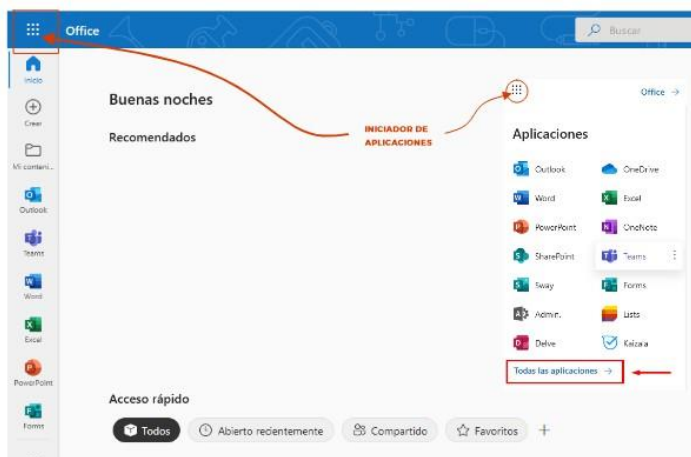 Office
Buscar
Inicio
Crear
Mi conteni...
Outlook
Teams
Word
Excel
PowerPoint
Forms
Buenas noches
Recomendados
INICIADOR DE
APLICACIONES
Office →
Aplicaciones
Outlook OneDrive
Word Excel
PowerPoint OneNote
SharePoint Teams
Sway Forms
Admin. Lists
Delve Kaizala
Todas las aplicaciones →
Acceso rápido
Todos Abierto recientemente Compartido Favoritos +